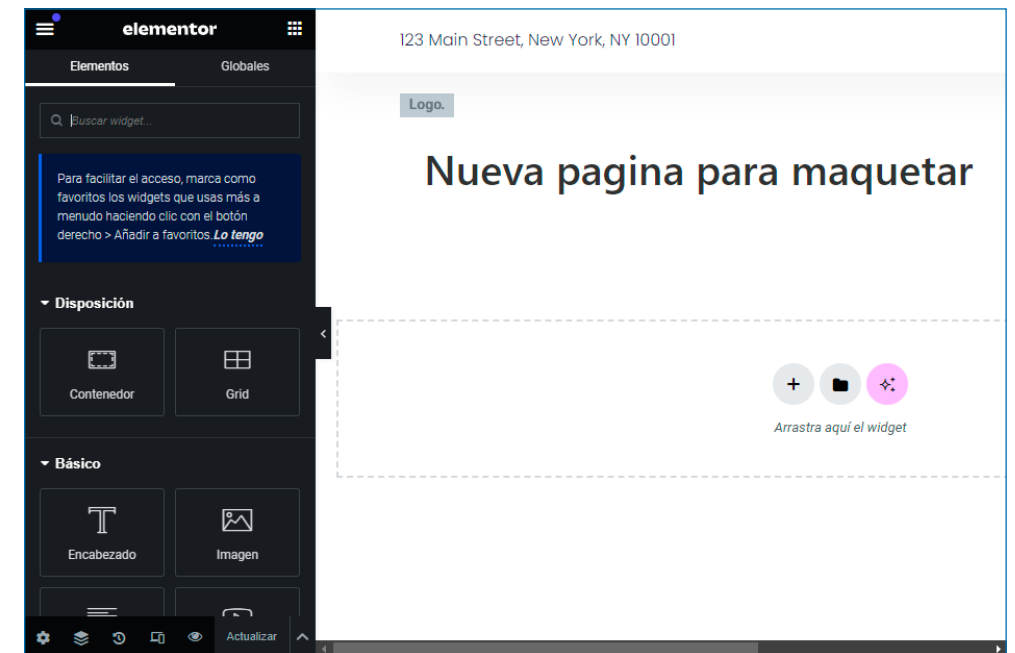 elementor
Elementos Globales
Buscar widget...
Para facilitar el acceso, marca como
favoritos los widgets que usas más a
menudo haciendo clic con el botón
derecho > Añadir a favoritos. Lo tengo
Disposición
Contenedor Grid
Básico
Encabezado Imagen
Actualizar
123 Main Street, New York, NY 10001
Logo.
Nueva pagina para maquetar
Arrastra aquí el widget